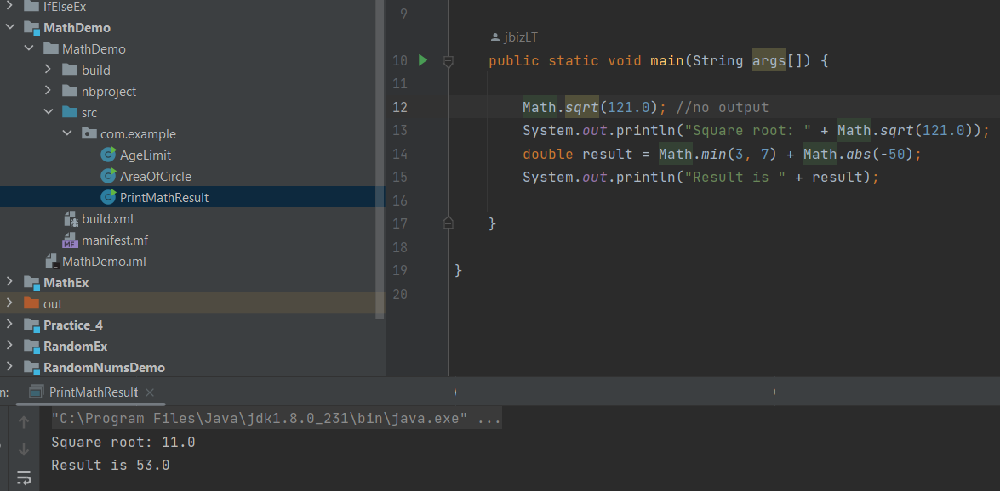 IfElseEx
MathDemo
MathDemo
build
nbproject
src
com.example
AgeLimit
AreaOfCircle
PrintMathResult
build.xml
manifest.mf
MathDemo.iml
MathEx
out
Practice_4
RandomEx
RandomNumsDemo
9
jbizLT
10 public static void main(String args[]) {
11
12 Math.sqrt(121.0); //no output
13 System.out.println("Square root: " + Math.sqrt(121.0));
14 double result = Math.min(3, 7) + Math.abs(-50);
15 System.out.println("Result is " + result);
16
17 }
18
19 }
20
n: PrintMathResult
"C:\Program Files\Java\jdk1.8.0_231\bin\java.exe" ...
Square root: 11.0
Result is 53.0